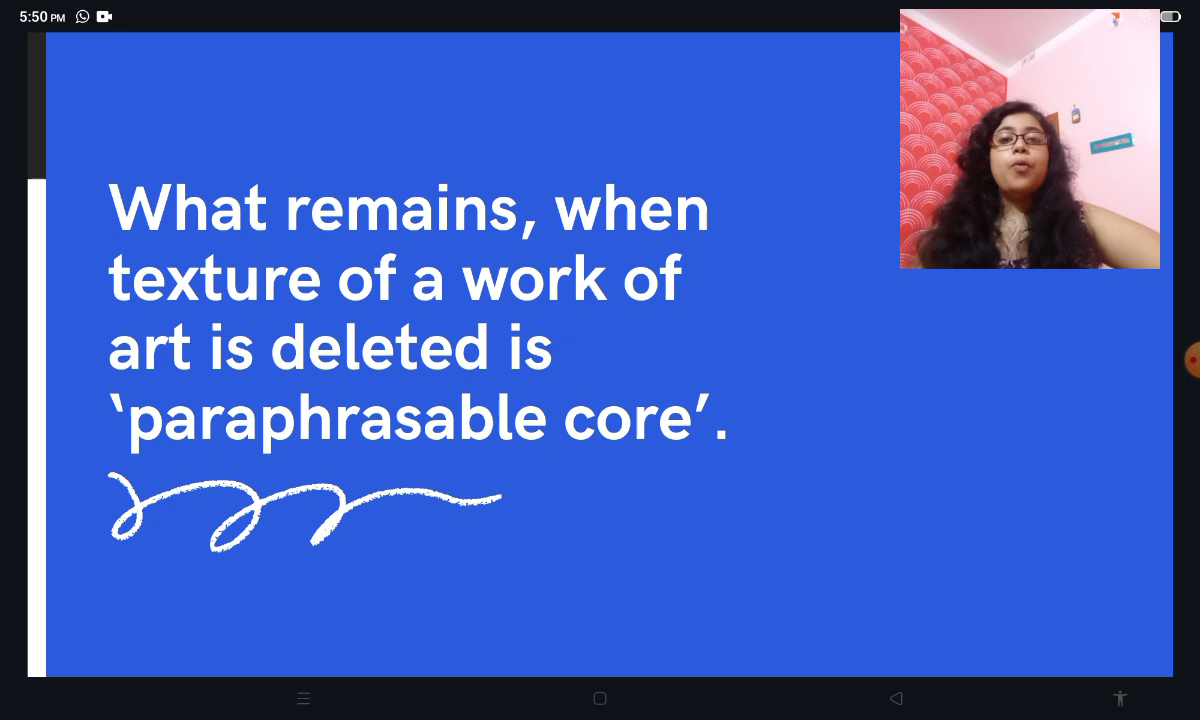 5:50 PM
What remains, when
texture of a work of
art is deleted is
‘paraphrasable core’.